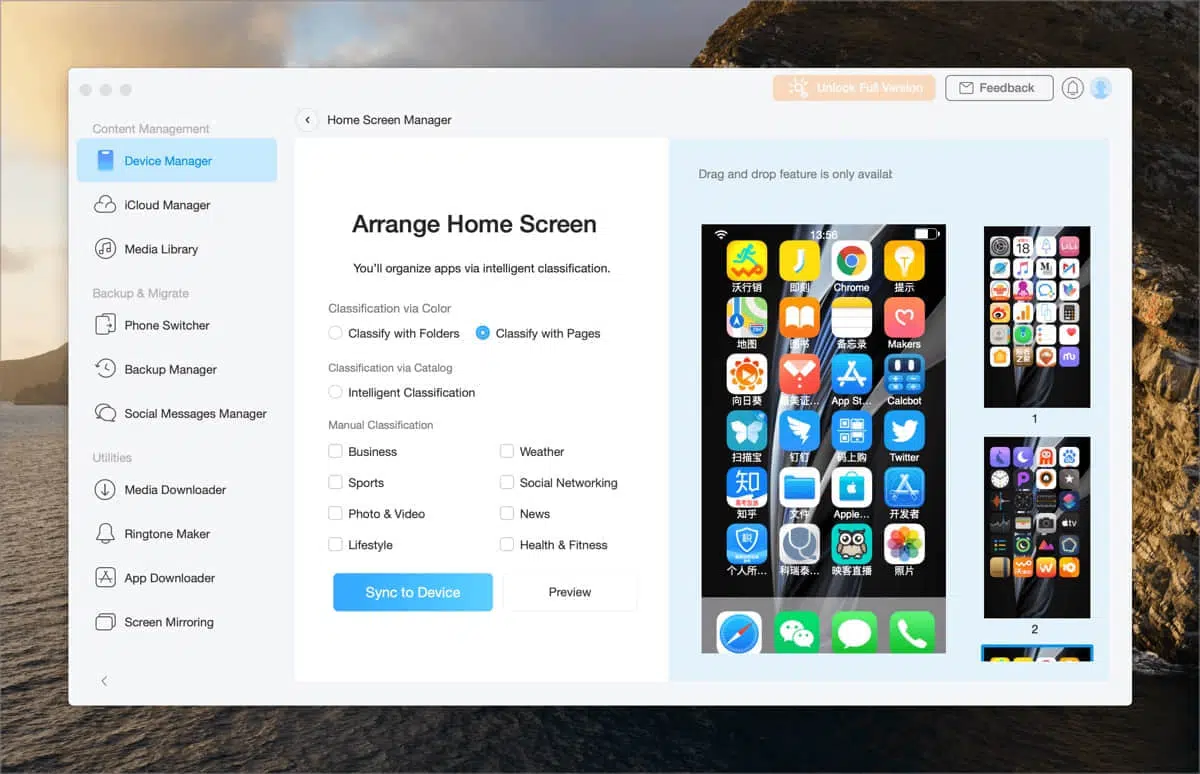 Unlock Full Version
Feedback
Content Management
Device Manager
iCloud Manager
Media Library
Backup & Migrate
Phone Switcher
Backup Manager
Social Messages Manager
Utilities
Media Downloader
Ringtone Maker
App Downloader
Screen Mirroring
Home Screen Manager
Arrange Home Screen
You'll organize apps via intelligent classification.
Classification via Color
Classify with Folders
Classify with Pages
Classification via Catalog
Intelligent Classification
Manual Classification
Business
Weather
Sports
Social Networking
Photo & Video
News
Lifestyle
Health & Fitness
Sync to Device
Preview
Drag and drop feature is only availat
13:56
沃行销
即刻
Chrome
提示
地图
图书
备忘录
Makers
向日葵
App St...
Calcbot
扫描宝
钉钉
码上购
Twitter
知乎
文件
Apple...
开发者
个人所...
科瑞泰...
映客直播
照片
1
2